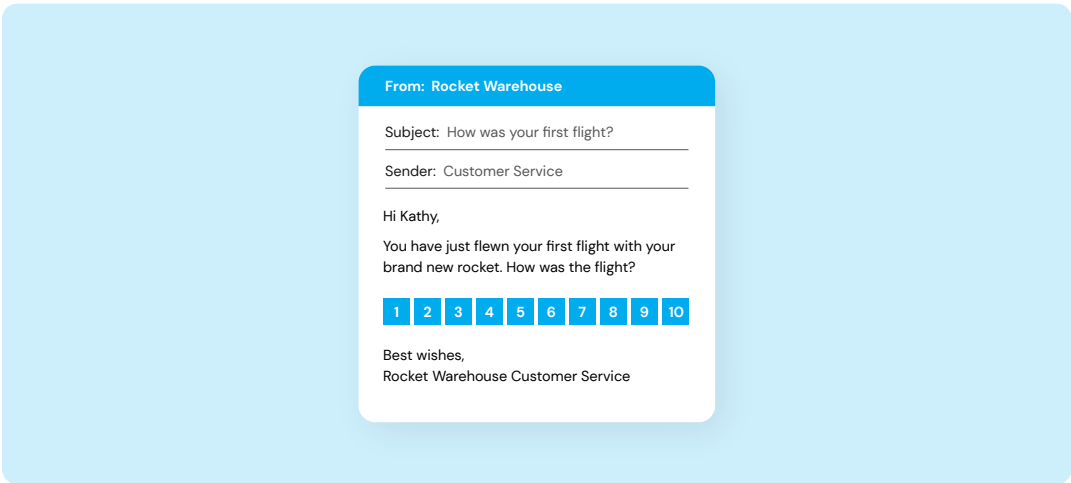 From: Rocket Warehouse
Subject: How was your first flight?
Sender: Customer Service
Hi Kathy,
You have just flewn your first flight with your
brand new rocket. How was the flight?
1 2 3 4 5 6 7 8 9 10
Best wishes,
Rocket Warehouse Customer Service